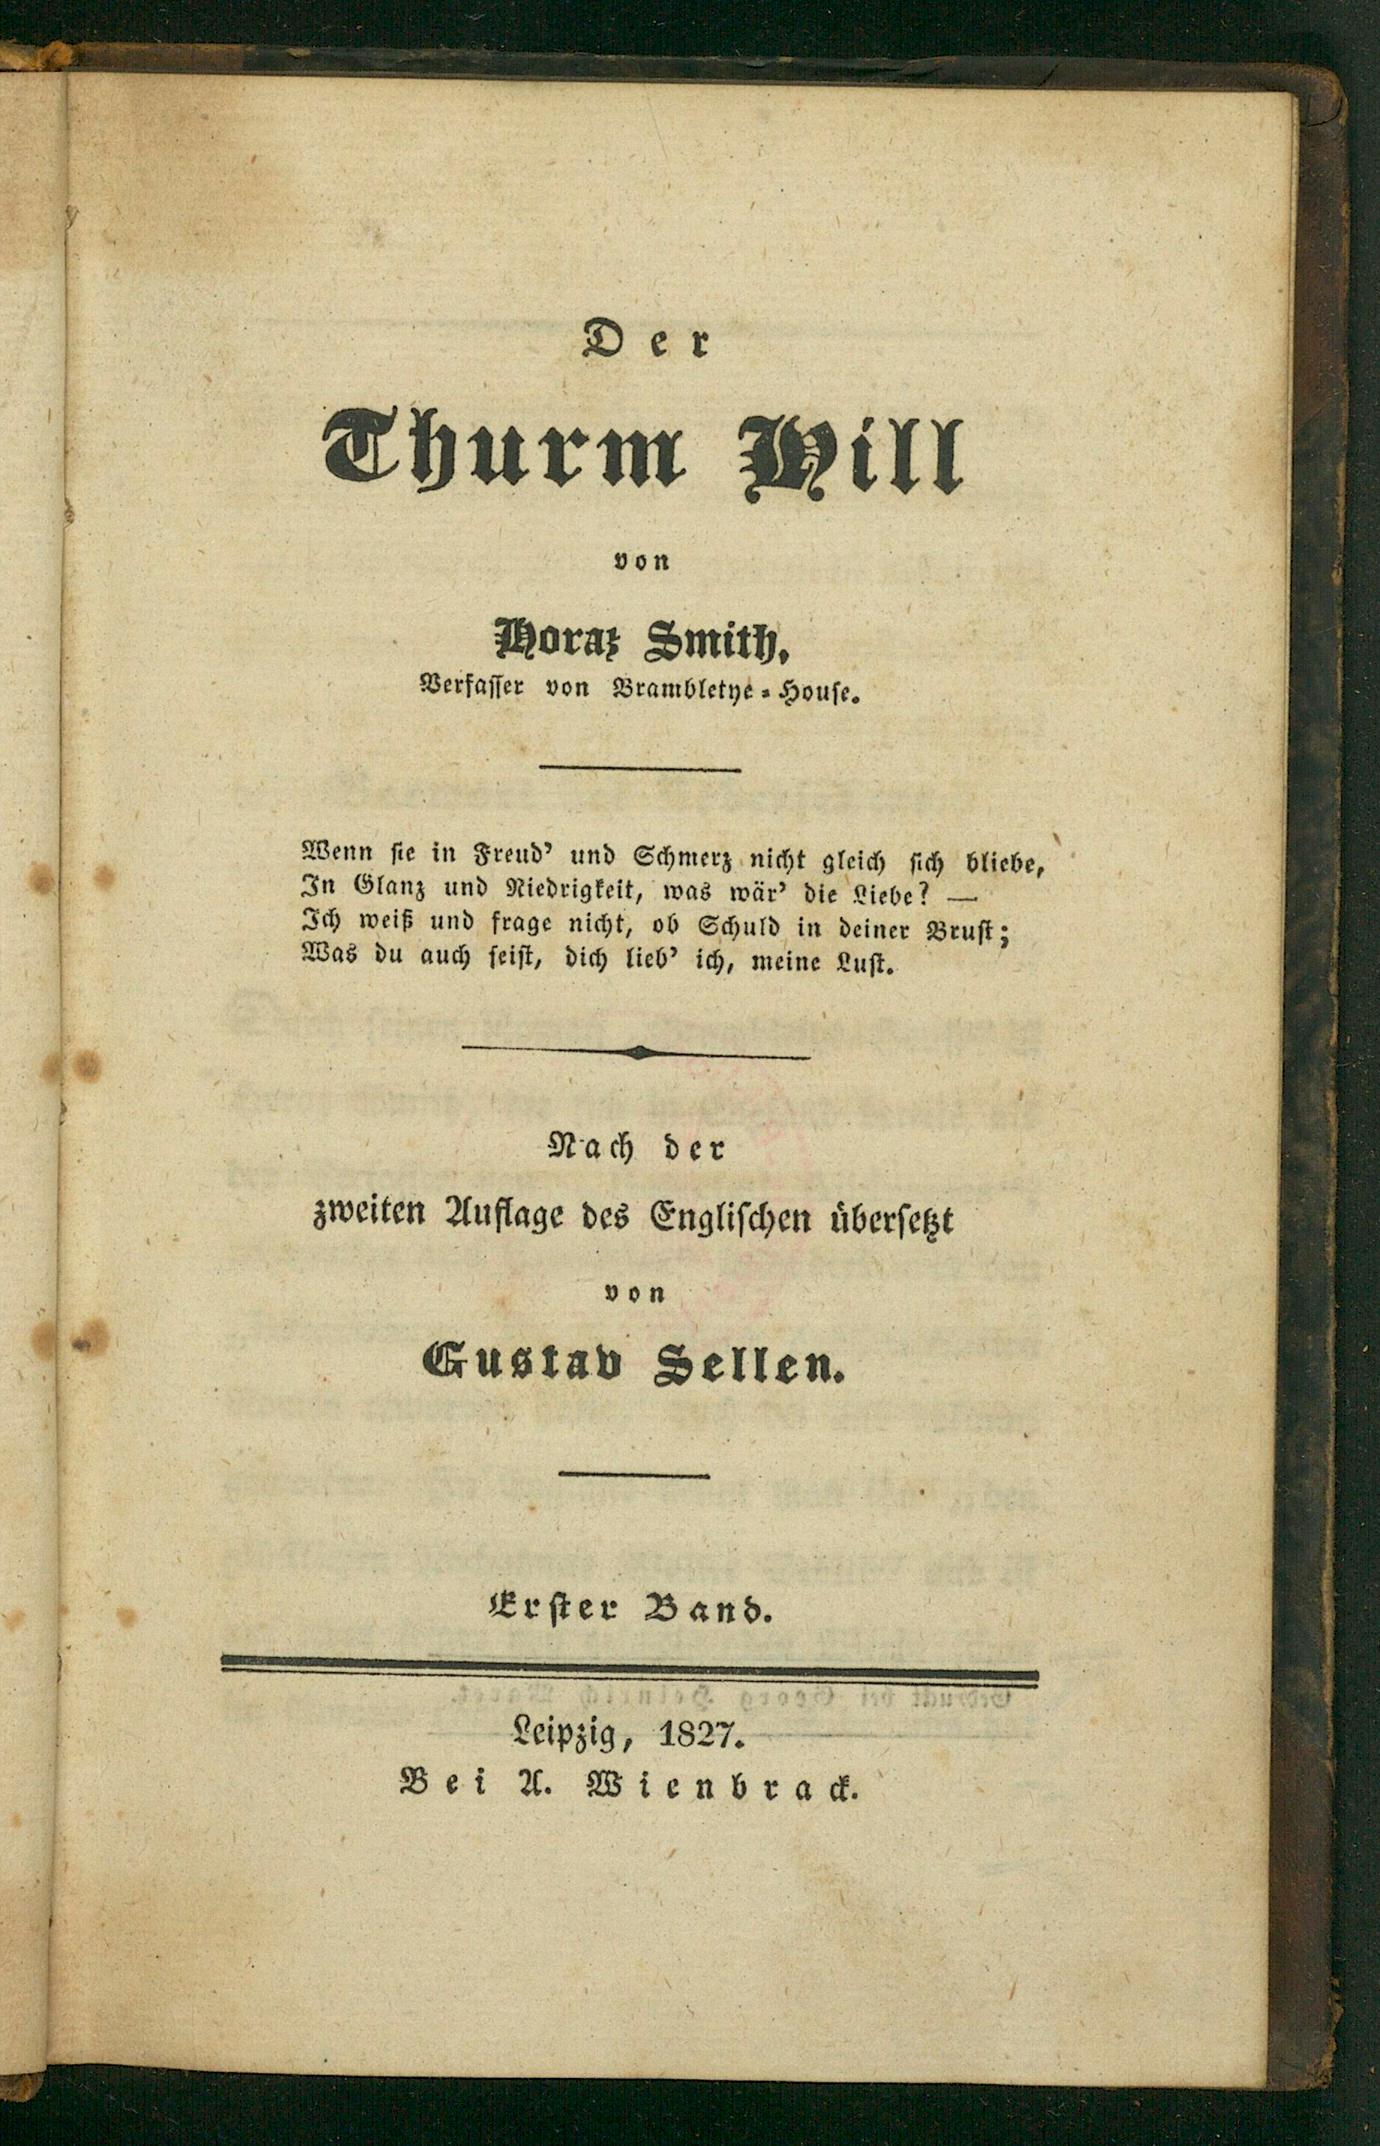 Der
Thurm Hill
von
Horaz Smith,
Verfasser von Brambletye-House.
Wenn sie in Freud' und Schmerz nicht gleich sich bliebe,
In Glanz und Niedrigkeit, was wär' die Liebe? —
Ich weiß und frage nicht, ob Schuld in deiner Brust;
Was du auch seist, dich lieb' ich, meine Lust.
Nach der
zweiten Auflage des Englischen übersetzt
von
Gustav Sellen.
Erster Band.
Leipzig, 1827.
Bei A. Wienbrack.